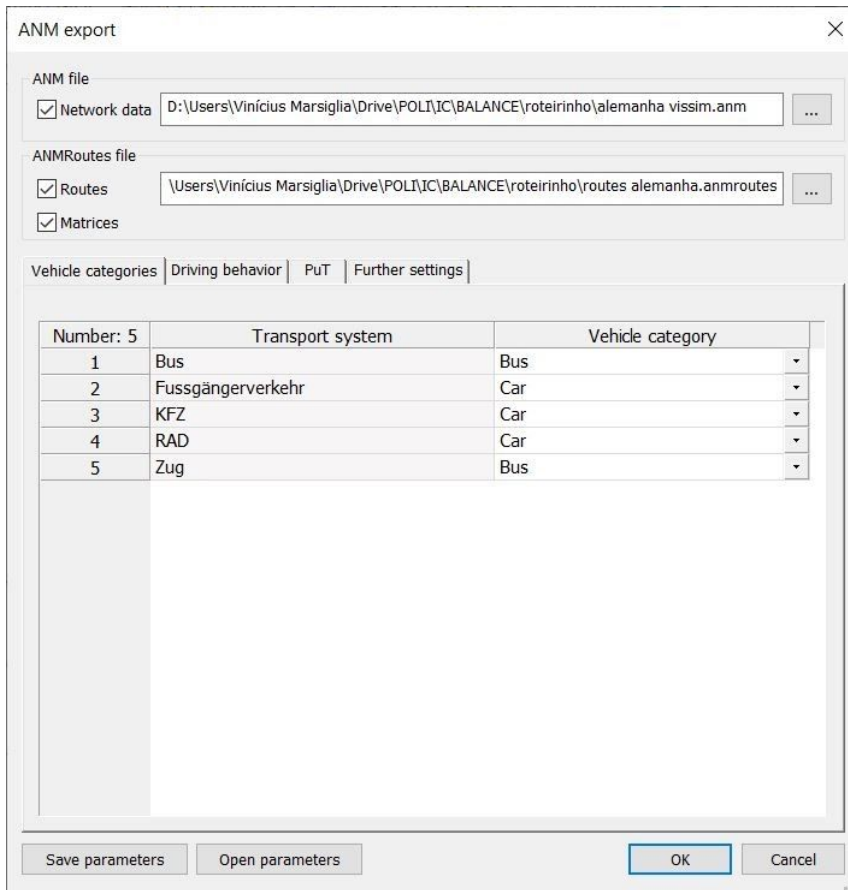 ANM export
ANM file
Network data D:\Users\Vinícius Marsiglia\Drive\POLI\IC\BALANCE\roteirinho\alemanha vissim.anm ...
ANMRoutes file
Routes \Users\Vinícius Marsiglia\Drive\POLI\IC\BALANCE\roteirinho\routes alemanha.anmroutes ...
Matrices
Vehicle categories Driving behavior PuT Further settings
Number: 5 Transport system Vehicle category
1 Bus Bus
2 Fussgängerverkehr Car
3 KFZ Car
4 RAD Car
5 Zug Bus
Save parameters Open parameters OK Cancel